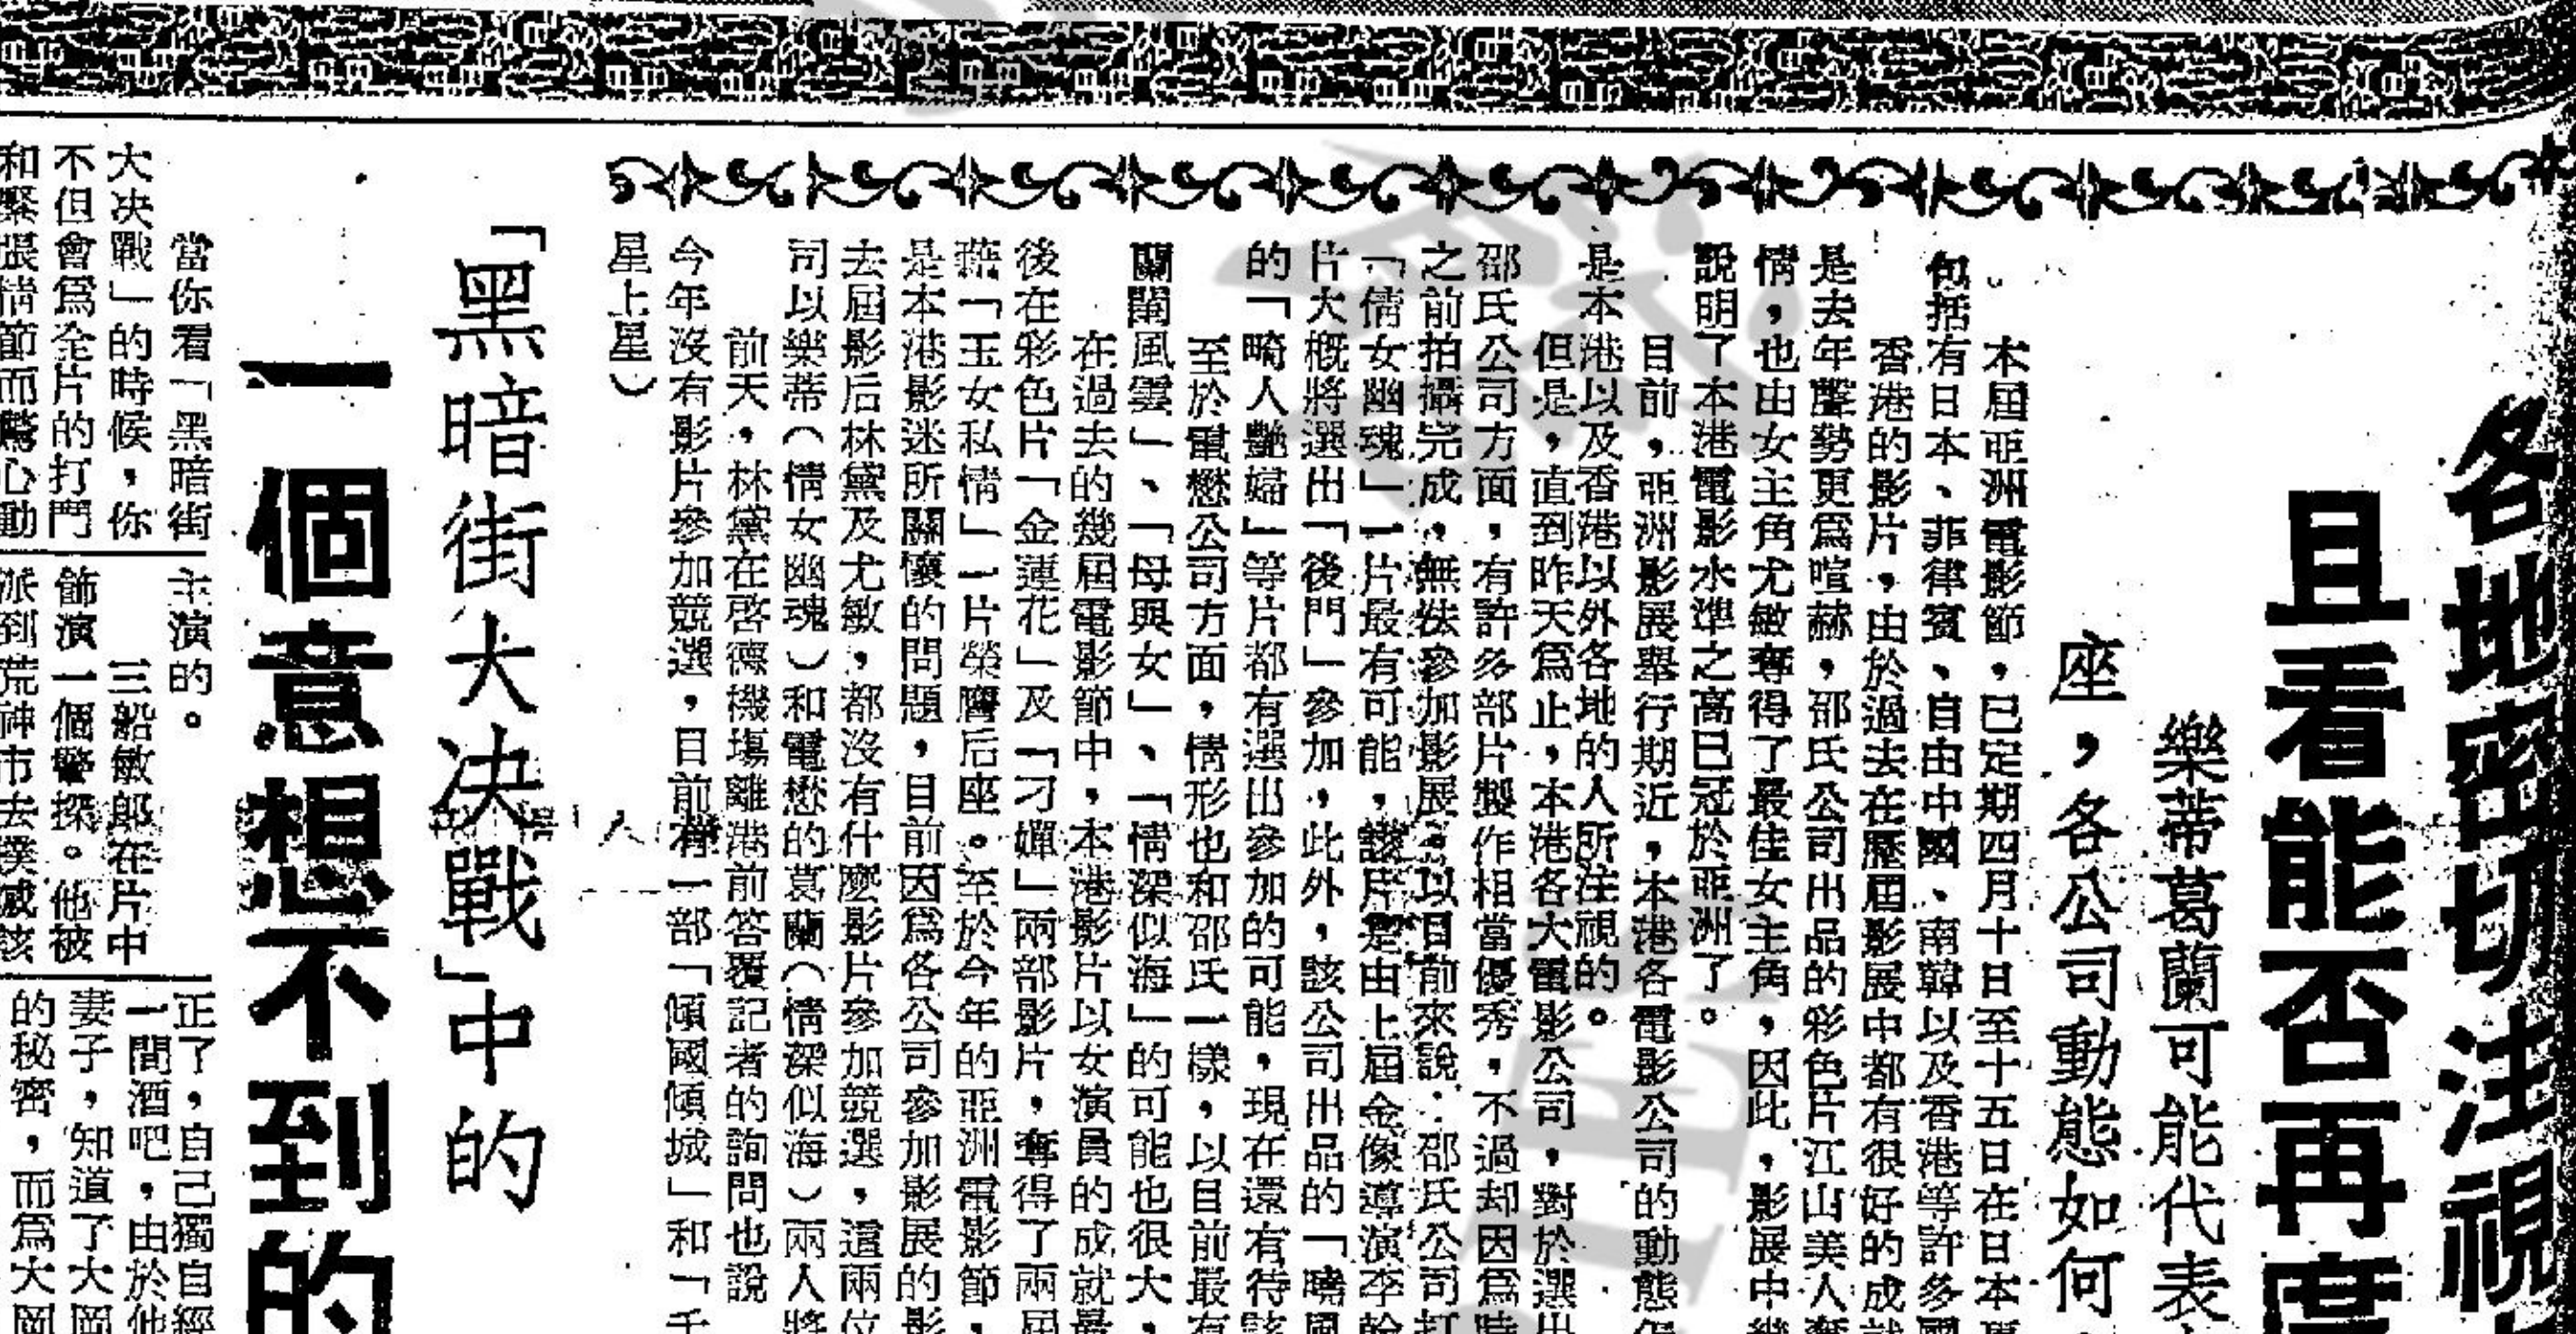 各地密切注視
且看能否再度
樂蒂葛蘭可能代表
座，各公司動態如何
本屆亞洲電影節，已定期四月十日至十五日在日本
包括有日本、菲律賓、自由中國、南韓以及香港等許多國
香港的影片，由於過去在歷屆影展中都有很好的成就
是去年聲勢更爲喧赫，邵氏公司出品的彩色片江山美人奪
情，也由女主角尤敏奪得了最佳女主角，因此，影展中幾
說明了本港電影水準之高已冠於亞洲了。
目前，亞洲影展舉行期近，本港各電影公司的動態
是本港以及香港以外各地的人所注視的。
但是，直到昨天爲止，本港各大電影公司，對於選出
邵氏公司方面，有許多部片製作相當優秀，不過却因爲時
之前拍攝完成，無法參加影展。以目前來說：邵氏公司打
「倩女幽魂」一片最有可能，該片是由上屆金像導演李
片大概將選出「後門」參加，此外，該公司出品的「曉風
的「畸人艷婦」等片都有選出參加的可能，現在還有待該
至於電懋公司方面，情形也和邵氏一樣，以目前最有
闈風雲」、「母與女」、「情深似海」的可能也很大，
在過去的幾屆電影節中，本港影片以女演員的成就最
後在彩色片「金蓮花」及「刁嬋」兩部影片，奪得了兩屆
藉「玉女私情」一片榮膺后座。至於今年的亞洲電影節，
是本港影迷所關懷的問題，目前因爲各公司參加影展的影
去屆影后林黛及尤敏，都沒有什麼影片參加競選，這兩位
司以樂蒂（倩女幽魂）和電懋的葛蘭（情深似海）兩人將
前天，林黛在啓德機場離港前答覆記者的詢問也說
今年沒有影片參加競選，目前有一部「傾國傾城」和「千
星上星）
「黑暗街大决戰」中的
一個意想不到的
當你看「黑暗街
大决戰」的時候，你
不但會爲全片的打鬥
和緊張情節而驚心動
主演的。
三船敏郎在片中
飾演一個警探。他被
派到荒神市去撲滅該
正了，自己獨自經
一間酒吧，由於他
妻子，知道了大岡
的秘密，而爲大岡